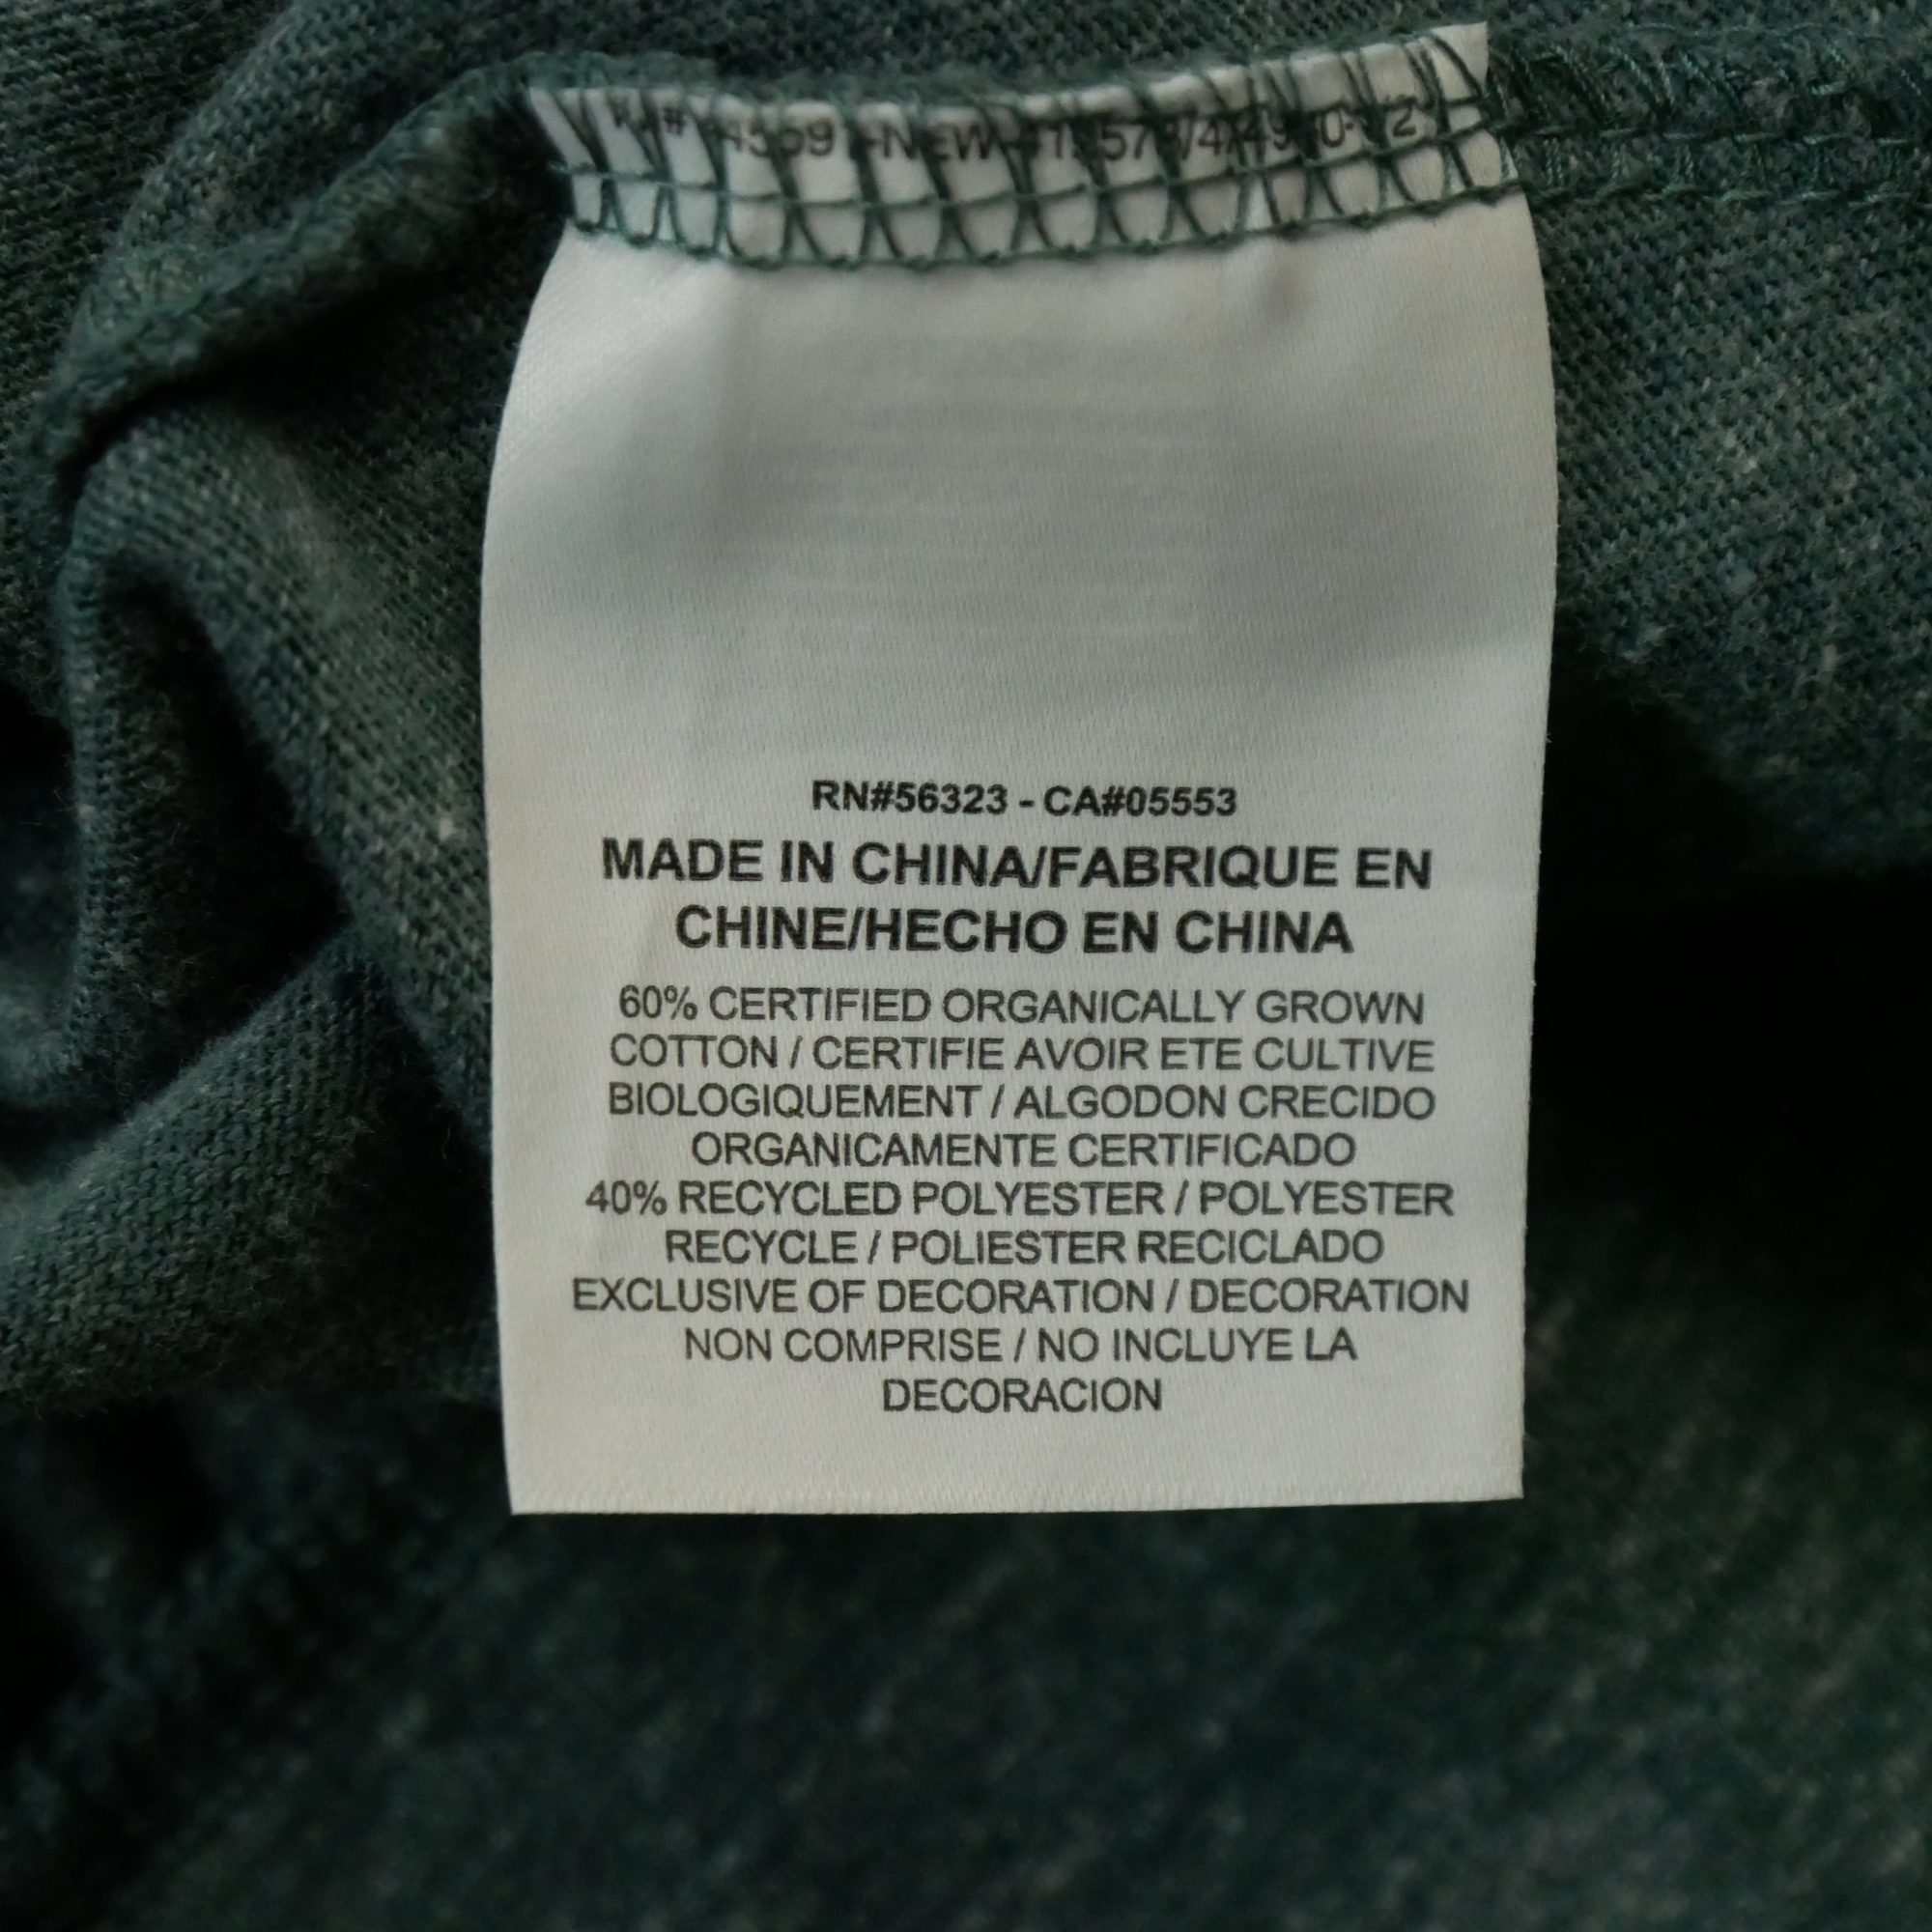 RN#56323 - CA#05553
MADE IN CHINA/FABRIQUE EN
CHINE/HECHO EN CHINA
60% CERTIFIED ORGANICALLY GROWN
COTTON / CERTIFIE AVOIR ETE CULTIVE
BIOLOGIQUEMENT / ALGODON CRECIDO
ORGANICAMENTE CERTIFICADO
40% RECYCLED POLYESTER / POLYESTER
RECYCLE / POLIESTER RECICLADO
EXCLUSIVE OF DECORATION / DECORATION
NON COMPRISE / NO INCLUYE LA
DECORACION